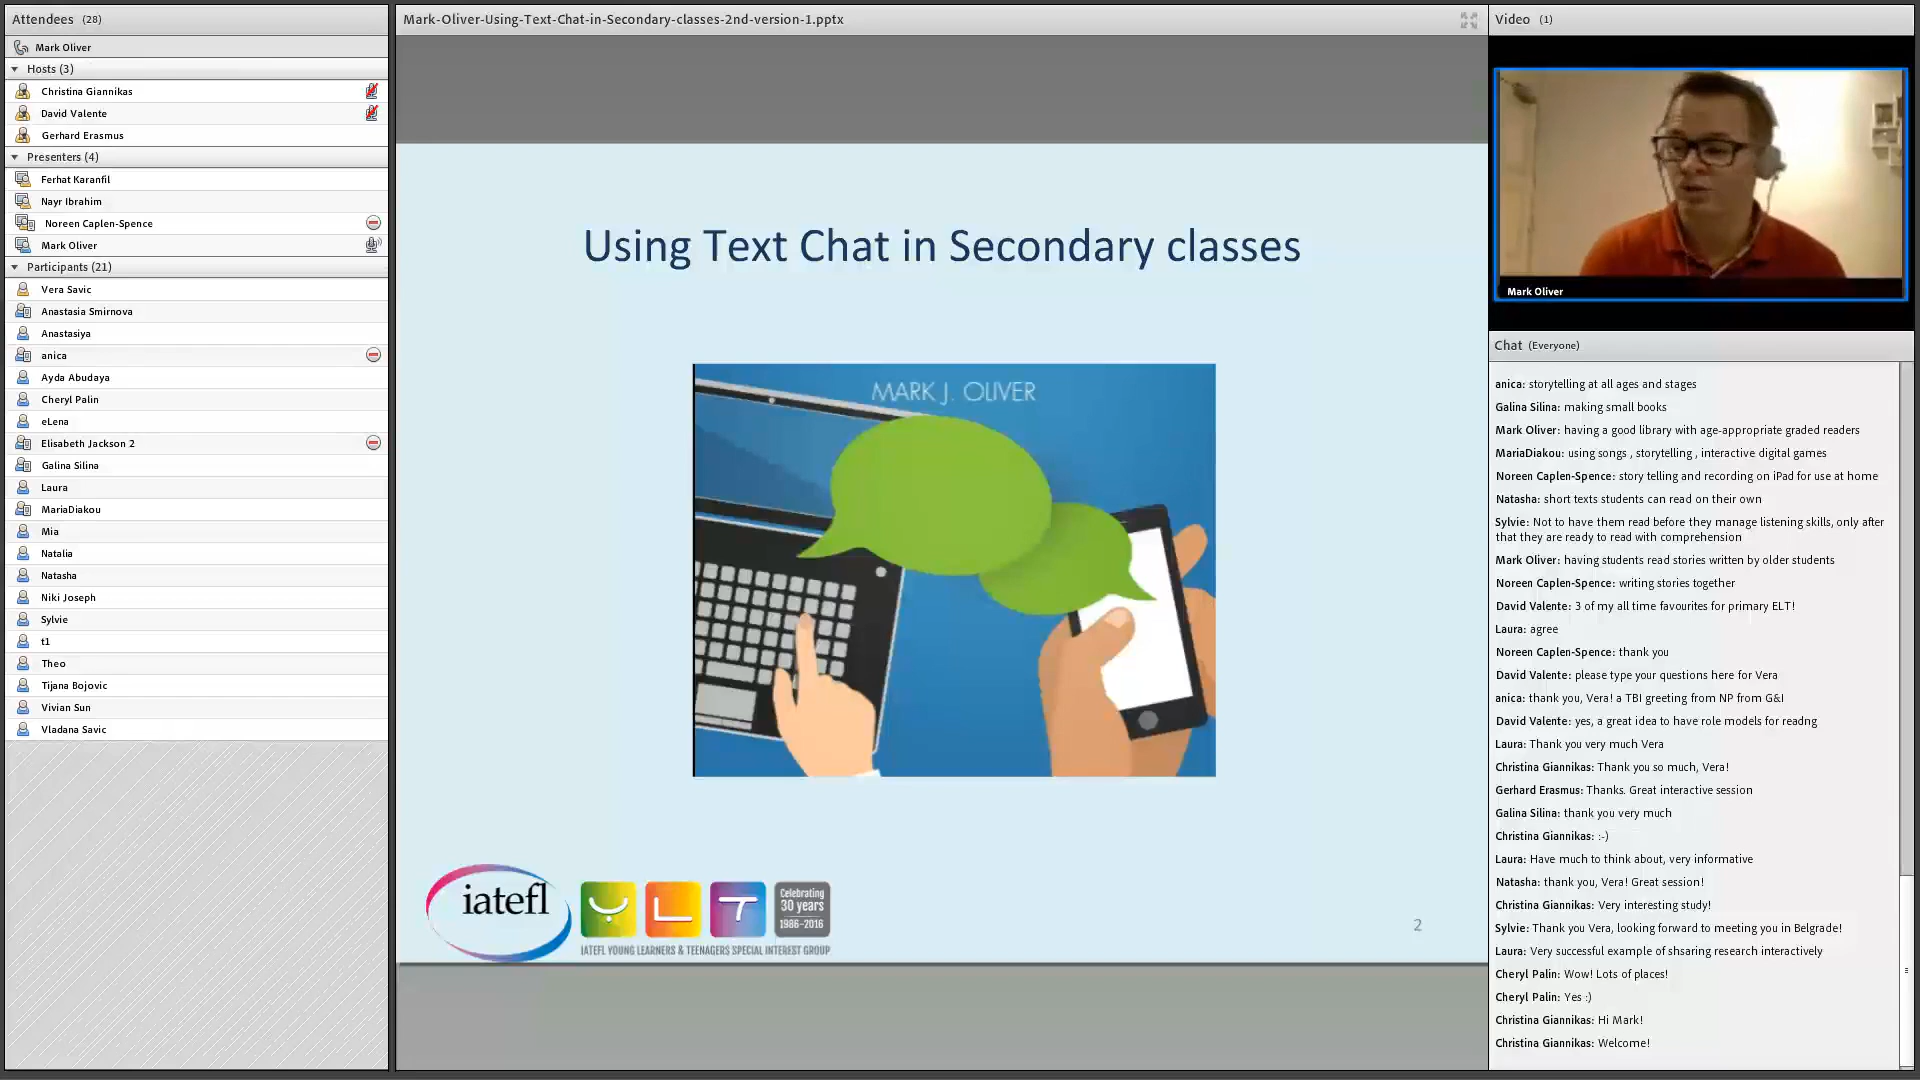 Attendees (28)
Mark Oliver
Hosts (3)
Christina Giannikas
David Valente
Gerhard Erasmus
Presenters (4)
Ferhat Karanfil
Nayr Ibrahim
Noreen Caplen-Spence
Mark Oliver
Participants (21)
Vera Savic
Anastasia Smirnova
Anastasiya
anica
Ayda Abudaya
Cheryl Palin
eLena
Elisabeth Jackson 2
Galina Silina
Laura
MariaDiakou
Mia
Natalia
Natasha
Niki Joseph
Sylvie
t1
Theo
Tijana Bojovic
Vivian Sun
Vladana Savic
Mark-Oliver-Using-Text-Chat-in-Secondary-classes-2nd-version-1.pptx
Using Text Chat in Secondary classes
MARK J. OLIVER
iatefl
Y L T
Celebrating
30 years
1986-2016
IATEFL YOUNG LEARNERS & TEENAGERS SPECIAL INTEREST GROUP
2
Video (1)
Mark Oliver
Chat (Everyone)
anica: storytelling at all ages and stages
Galina Silina: making small books
Mark Oliver: having a good library with age-appropriate graded readers
MariaDiakou: using songs , storytelling , interactive digital games
Noreen Caplen-Spence: story telling and recording on iPad for use at home
Natasha: short texts students can read on their own
Sylvie: Not to have them read before they manage listening skills, only after
that they are ready to read with comprehension
Mark Oliver: having students read stories written by older students
Noreen Caplen-Spence: writing stories together
David Valente: 3 of my all time favourites for primary ELT!
Laura: agree
Noreen Caplen-Spence: thank you
David Valente: please type your questions here for Vera
anica: thank you, Vera! a TBI greeting from NP from G&I
David Valente: yes, a great idea to have role models for readng
Laura: Thank you very much Vera
Christina Giannikas: Thank you so much, Vera!
Gerhard Erasmus: Thanks. Great interactive session
Galina Silina: thank you very much
Christina Giannikas: :-)
Laura: Have much to think about, very informative
Natasha: thank you, Vera! Great session!
Christina Giannikas: Very interesting study!
Sylvie: Thank you Vera, looking forward to meeting you in Belgrade!
Laura: Very successful example of shsaring research interactively
Cheryl Palin: Wow! Lots of places!
Cheryl Palin: Yes :)
Christina Giannikas: Hi Mark!
Christina Giannikas: Welcome!